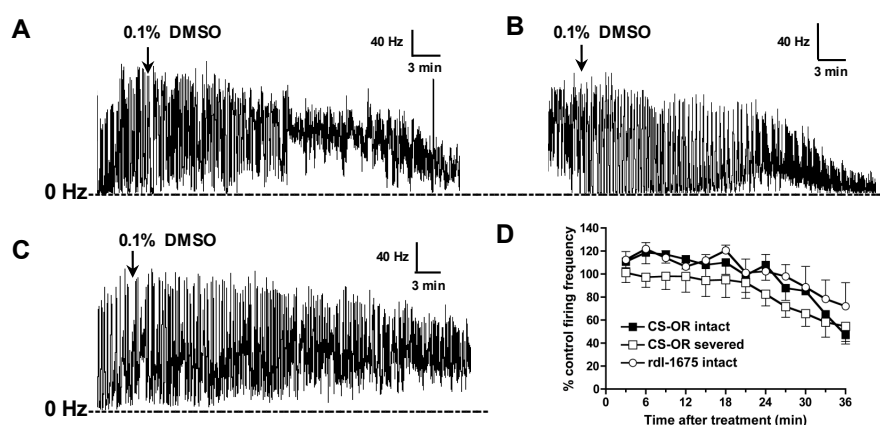 A
0.1% DMSO
40 Hz
3 min
0 Hz
B
0.1% DMSO
40 Hz
3 min
C
0.1% DMSO
40 Hz
3 min
0 Hz
D
% control firing frequency
140
120
100
80
60
40
20
0
CS-OR intact
CS-OR severed
rdl-1675 intact
0 6 12 18 24 30 36
Time after treatment (min)